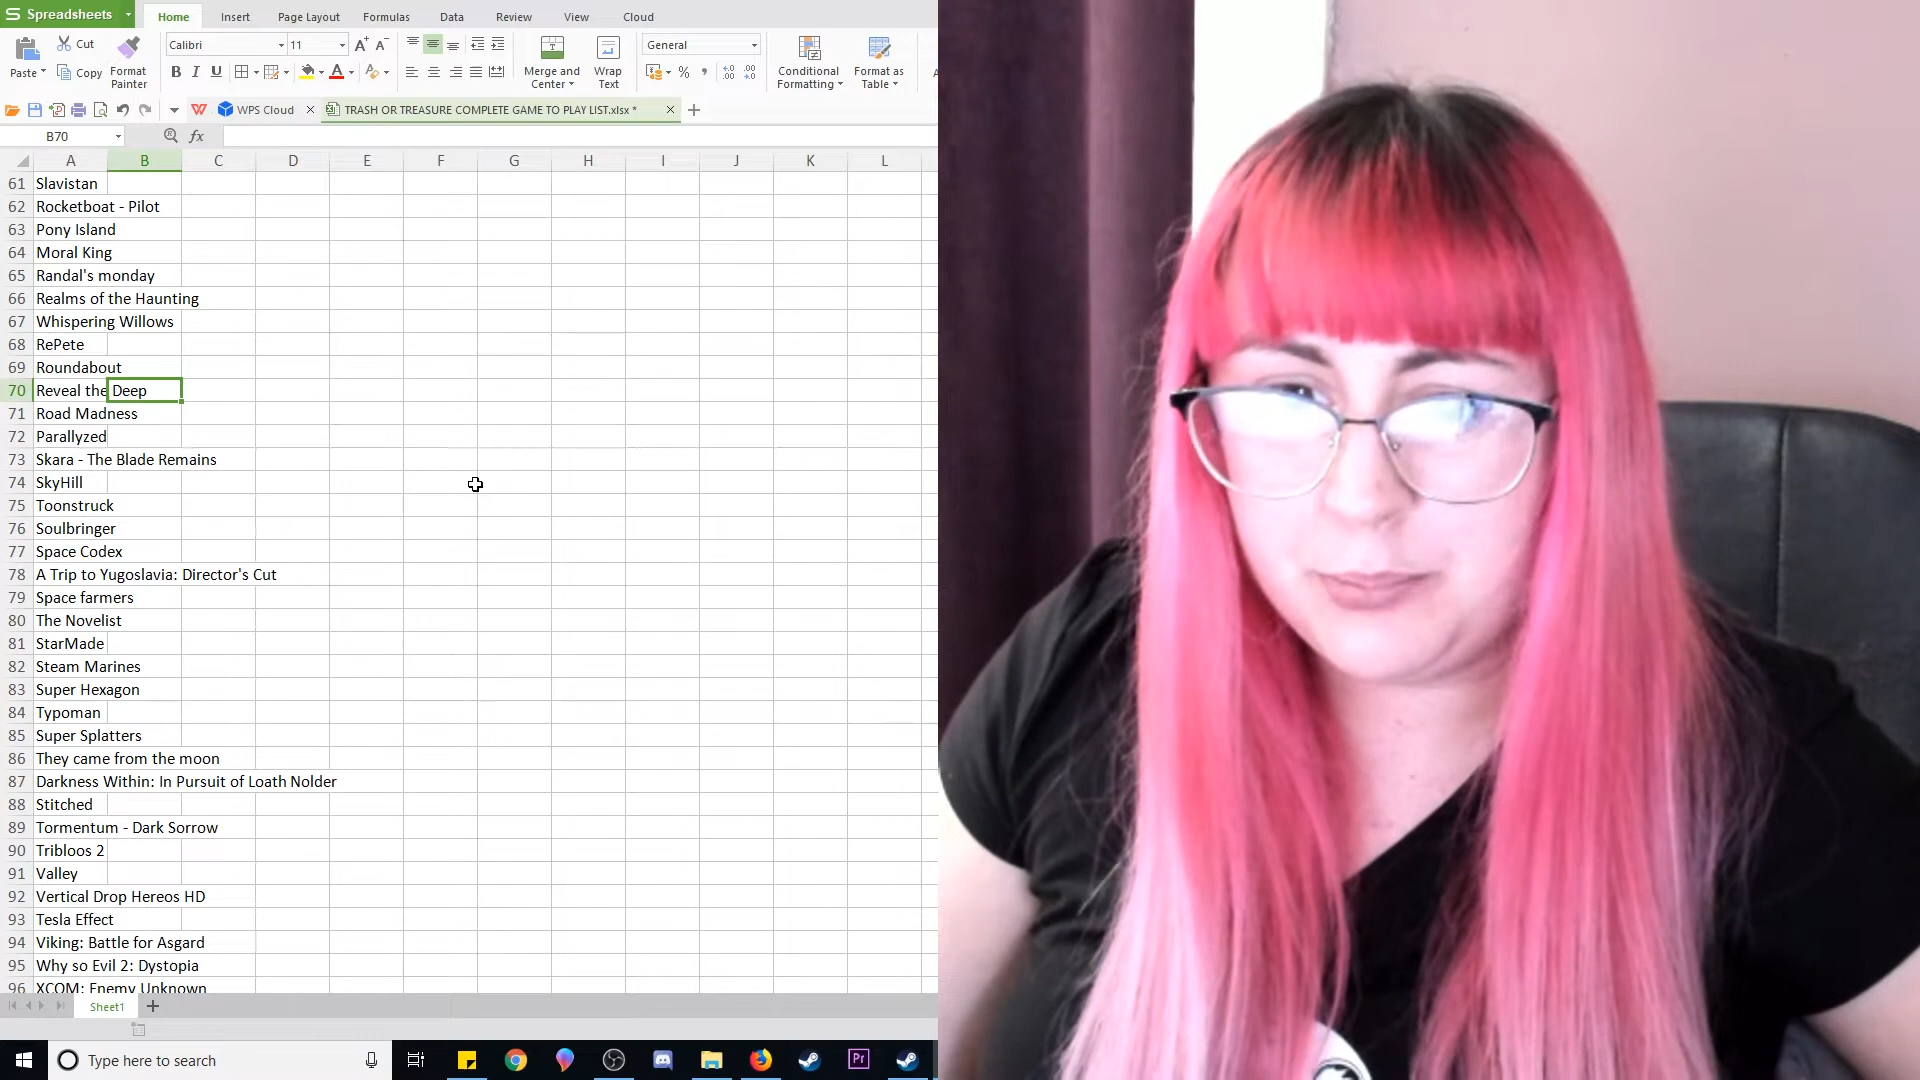 Spreadsheets
Home Insert Page Layout Formulas Data Review View Cloud
Paste Cut Copy Format Painter
Calibri 11 A+ A-
B I U A
Merge and Center
Wrap Text
General
%
Conditional Formatting
Format as Table
WPS Cloud
TRASH OR TREASURE COMPLETE GAME TO PLAY LIST.xlsx *
B70 fx
A B C D E F G H I J K L
61 Slavistan
62 Rocketboat - Pilot
63 Pony Island
64 Moral King
65 Randal's monday
66 Realms of the Haunting
67 Whispering Willows
68 RePete
69 Roundabout
70 Reveal the Deep
71 Road Madness
72 Parallyzed
73 Skara - The Blade Remains
74 SkyHill
75 Toonstruck
76 Soulbringer
77 Space Codex
78 A Trip to Yugoslavia: Director's Cut
79 Space farmers
80 The Novelist
81 StarMade
82 Steam Marines
83 Super Hexagon
84 Typoman
85 Super Splatters
86 They came from the moon
87 Darkness Within: In Pursuit of Loath Nolder
88 Stitched
89 Tormentum - Dark Sorrow
90 Tribloos 2
91 Valley
92 Vertical Drop Hereos HD
93 Tesla Effect
94 Viking: Battle for Asgard
95 Why so Evil 2: Dystopia
96 XCOM: Enemy Unknown
Sheet1
Type here to search
Pr